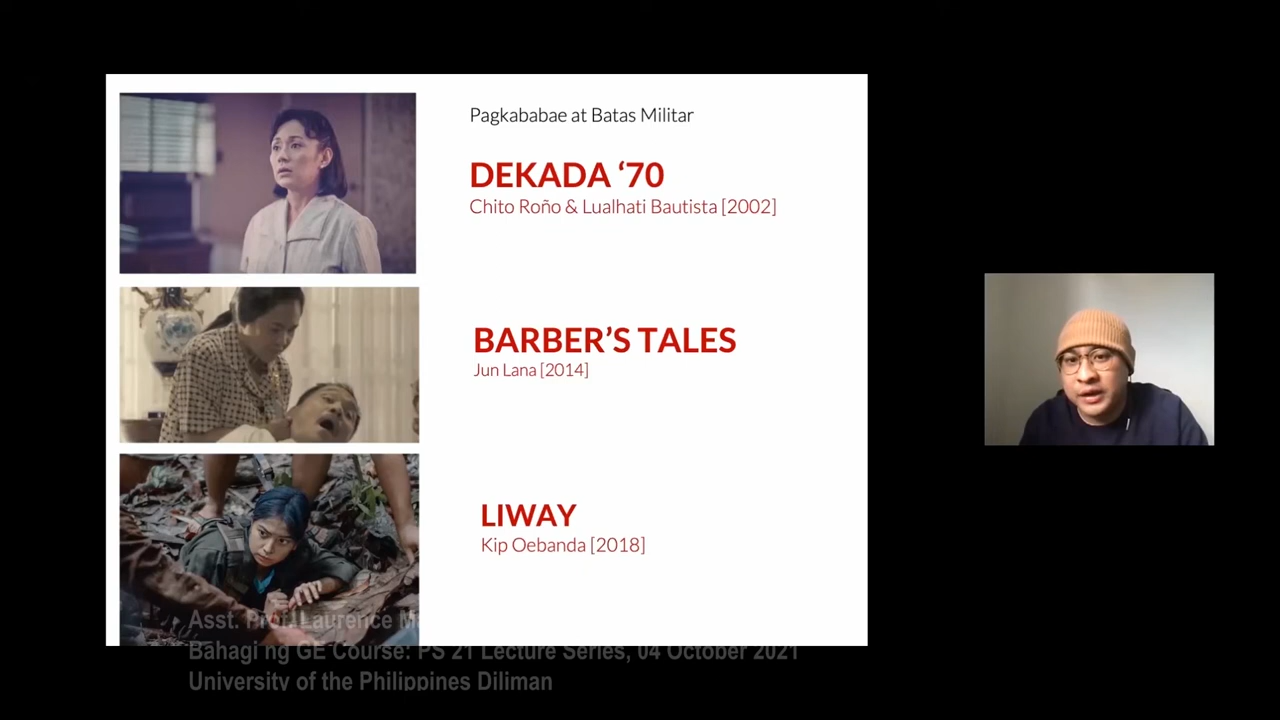 Pagkababae at Batas Militar
DEKADA ‘70
Chito Roño & Lualhati Bautista [2002]
BARBER’S TALES
Jun Lana [2014]
LIWAY
Kip Oebanda [2018]
Asst. Prof. Laurence
Bahagi ng GE Course: PS 21 Lecture Series, 04 October 2021
University of the Philippines Diliman